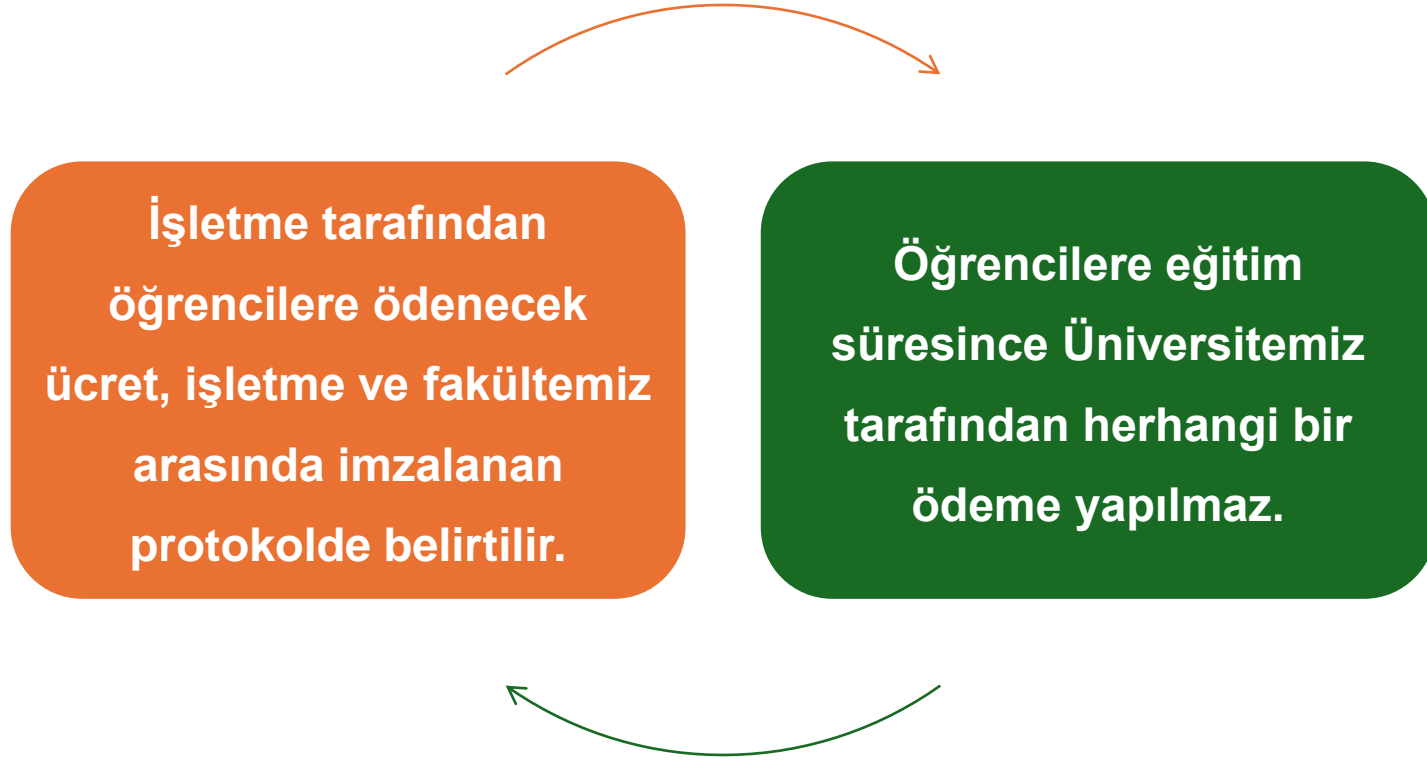 İşletme tarafından
öğrencilere ödenecek
ücret, işletme ve fakültemiz
arasında imzalanan
protokolde belirtilir.
Öğrencilere eğitim
süresince Üniversitemiz
tarafından herhangi bir
ödeme yapılmaz.